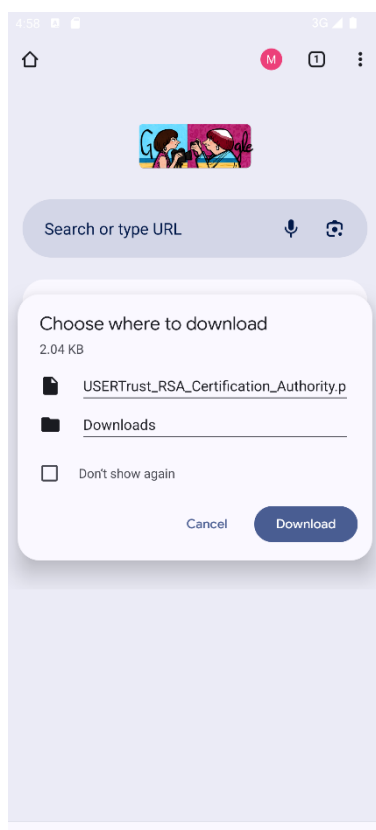 4:58
3G
M
1
Google
Search or type URL
Choose where to download
2.04 KB
USERTrust_RSA_Certification_Authority.p
Downloads
Don't show again
Cancel
Download